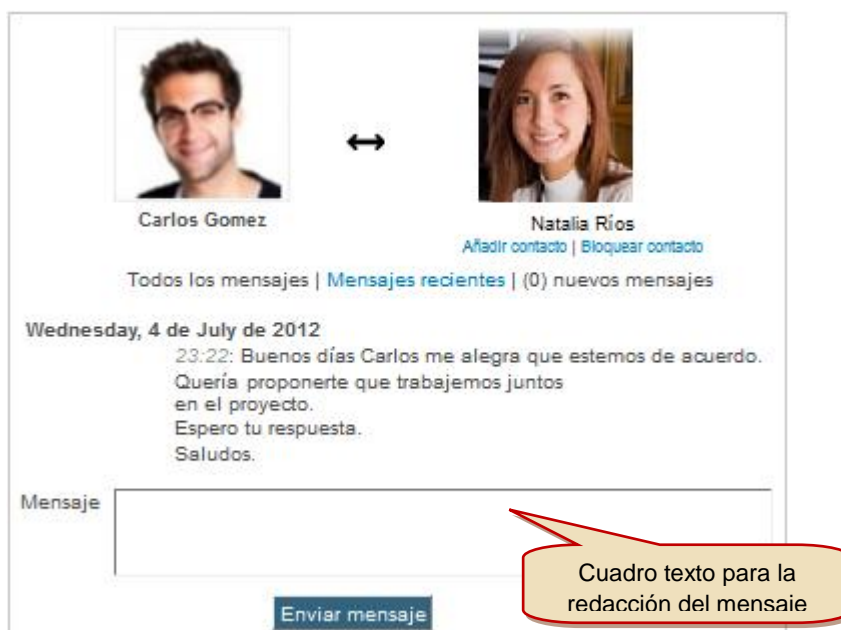 Carlos Gomez
Natalia Ríos
Añadir contacto | Bloquear contacto
Todos los mensajes | Mensajes recientes | (0) nuevos mensajes
Wednesday, 4 de July de 2012
23:22: Buenos días Carlos me alegra que estemos de acuerdo.
Quería proponerte que trabajemos juntos
en el proyecto.
Espero tu respuesta.
Saludos.
Mensaje
Cuadro texto para la
redacción del mensaje
Enviar mensaje